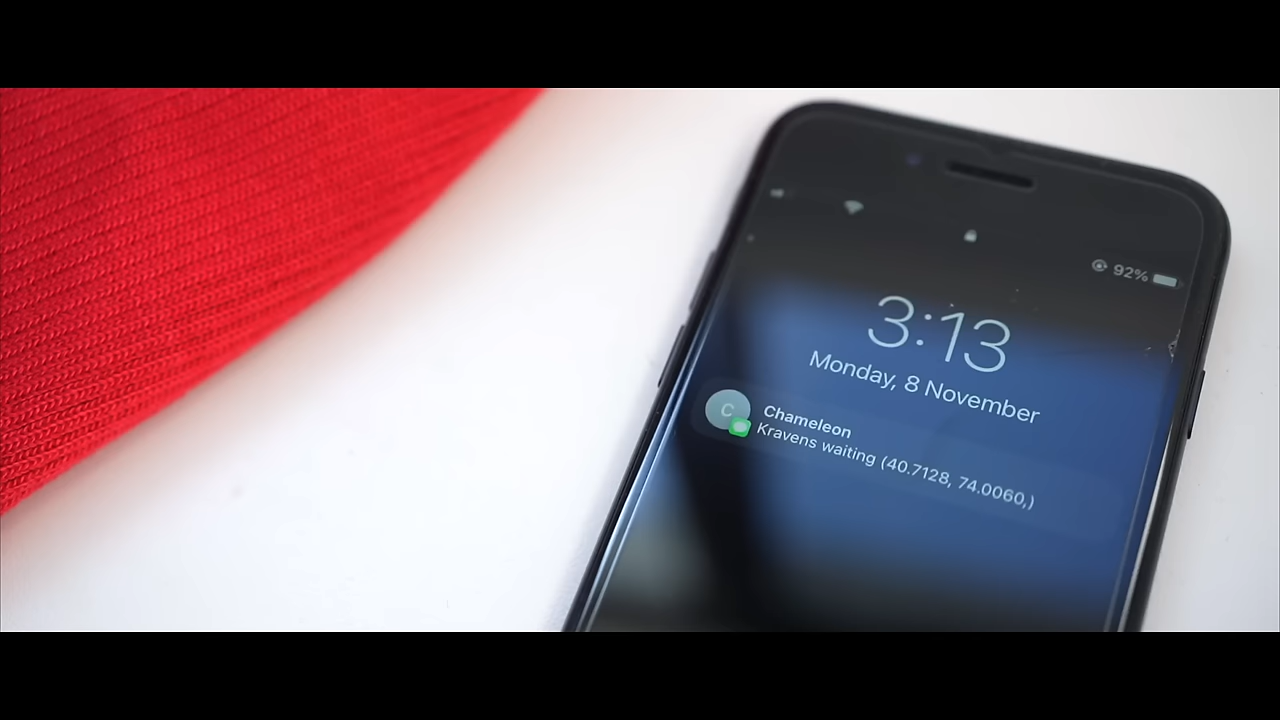 92%
3:13
Monday, 8 November
C
Chameleon
Kravens waiting (40.7128, 74.0060,)